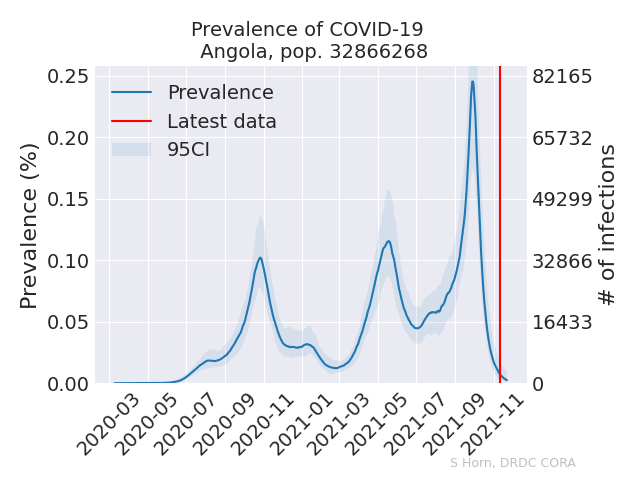 Prevalence of COVID-19
Angola, pop. 32866268
Prevalence (%)
0.25
0.20
0.15
0.10
0.05
0.00
Prevalence
Latest data
95CI
82165
65732
49299
32866
16433
0
# of infections
2020-03
2020-05
2020-07
2020-09
2020-11
2021-01
2021-03
2021-05
2021-07
2021-09
2021-11
S Horn, DRDC CORA